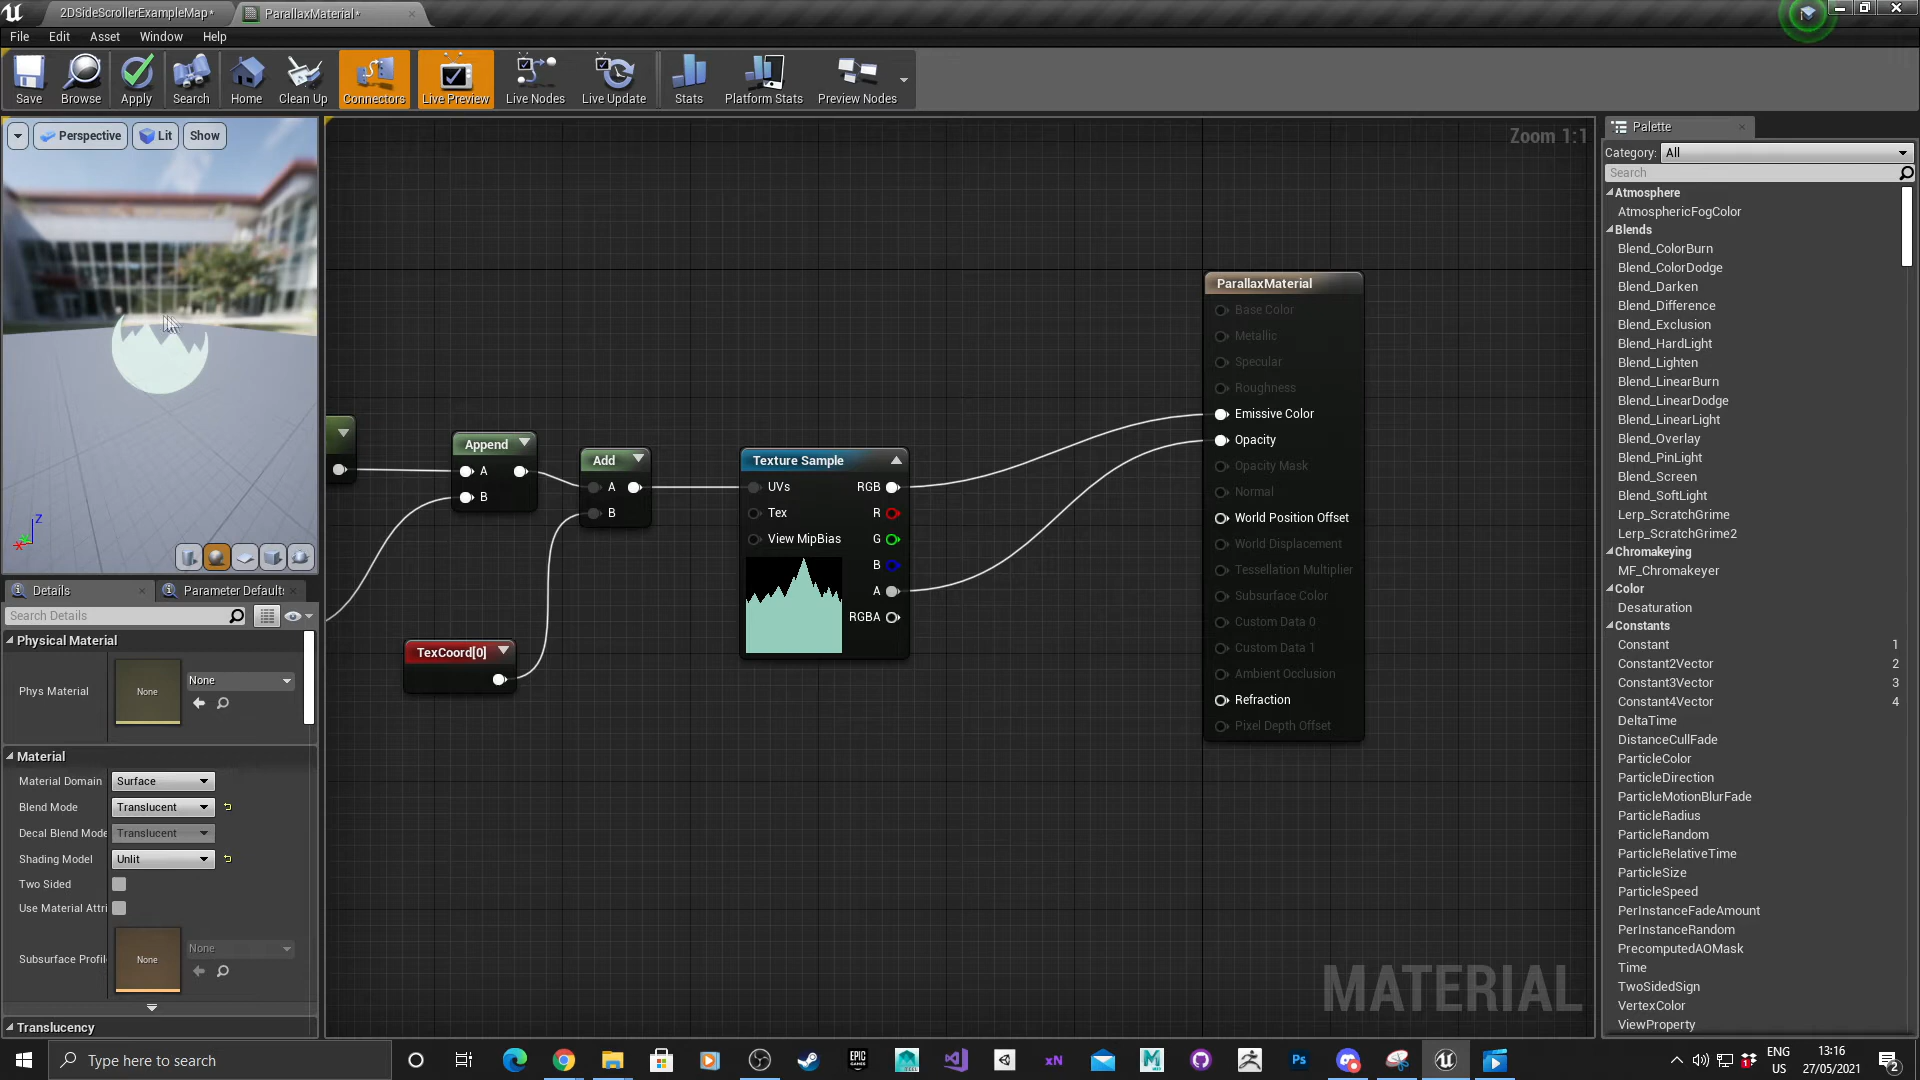 2DSideScrollerExampleMap*
ParallaxMaterial*
File Edit Asset Window Help
Save Browse Apply Search Home Clean Up Connectors Live Preview Live Nodes Live Update Stats Platform Stats Preview Nodes
Perspective Lit Show
Zoom 1:1
Z
Append
A
B
Add
A
B
TexCoord[0]
Texture Sample
UVs RGB
Tex R
View MipBias G
B
A
RGBA
ParallaxMaterial
Base Color
Metallic
Specular
Roughness
Emissive Color
Opacity
Opacity Mask
Normal
World Position Offset
World Displacement
Tessellation Multiplier
Subsurface Color
Custom Data 0
Custom Data 1
Ambient Occlusion
Refraction
Pixel Depth Offset
MATERIAL
Details
Parameter Defaults
Search Details
Physical Material
Phys Material None None
Material
Material Domain Surface
Blend Mode Translucent
Decal Blend Mode Translucent
Shading Model Unlit
Two Sided
Use Material Attri
Subsurface Profil None None
Translucency
Palette
Category: All
Search
Atmosphere
AtmosphericFogColor
Blends
Blend_ColorBurn
Blend_ColorDodge
Blend_Darken
Blend_Difference
Blend_Exclusion
Blend_HardLight
Blend_Lighten
Blend_LinearBurn
Blend_LinearDodge
Blend_LinearLight
Blend_Overlay
Blend_PinLight
Blend_Screen
Blend_SoftLight
Lerp_ScratchGrime
Lerp_ScratchGrime2
Chromakeying
MF_Chromakeyer
Color
Desaturation
Constants
Constant 1
Constant2Vector 2
Constant3Vector 3
Constant4Vector 4
DeltaTime
DistanceCullFade
ParticleColor
ParticleDirection
ParticleMotionBlurFade
ParticleRadius
ParticleRandom
ParticleRelativeTime
ParticleSize
ParticleSpeed
PerInstanceFadeAmount
PerInstanceRandom
PrecomputedAOMask
Time
TwoSidedSign
VertexColor
ViewProperty
Type here to search
EPIC GAMES
xN
M
Ps
ENG
US
13:16
27/05/2021
2